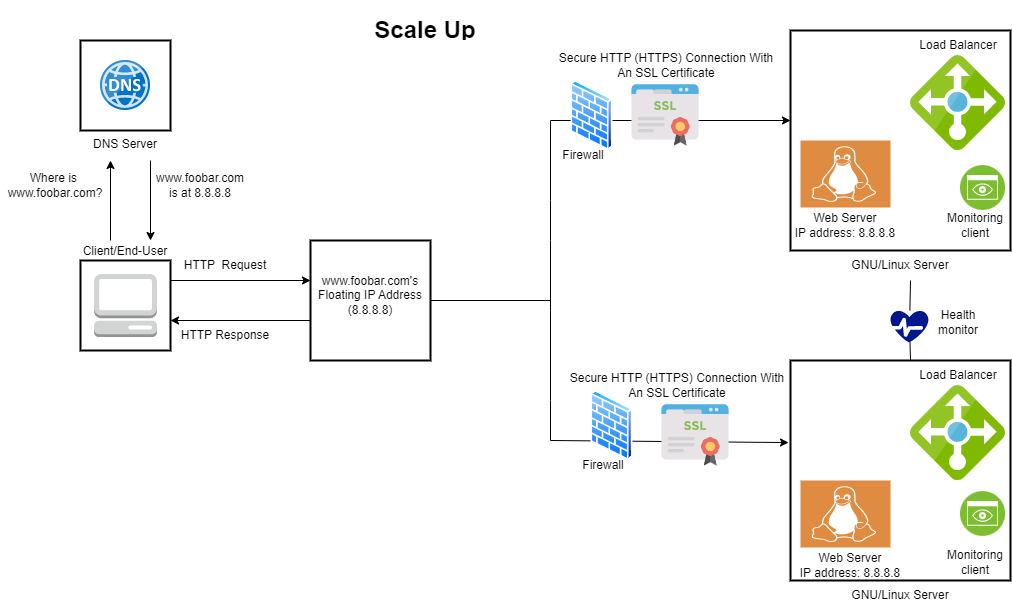 Scale Up
DNS
DNS Server
Where is
www.foobar.com?
www.foobar.com
is at 8.8.8.8
Client/End-User
HTTP Request
HTTP Response
www.foobar.com's
Floating IP Address
(8.8.8.8)
Secure HTTP (HTTPS) Connection With
An SSL Certificate
SSL
Firewall
Load Balancer
Web Server
IP address: 8.8.8.8
Monitoring
client
GNU/Linux Server
Health
monitor
Secure HTTP (HTTPS) Connection With
An SSL Certificate
SSL
Firewall
Load Balancer
Web Server
IP address: 8.8.8.8
Monitoring
client
GNU/Linux Server